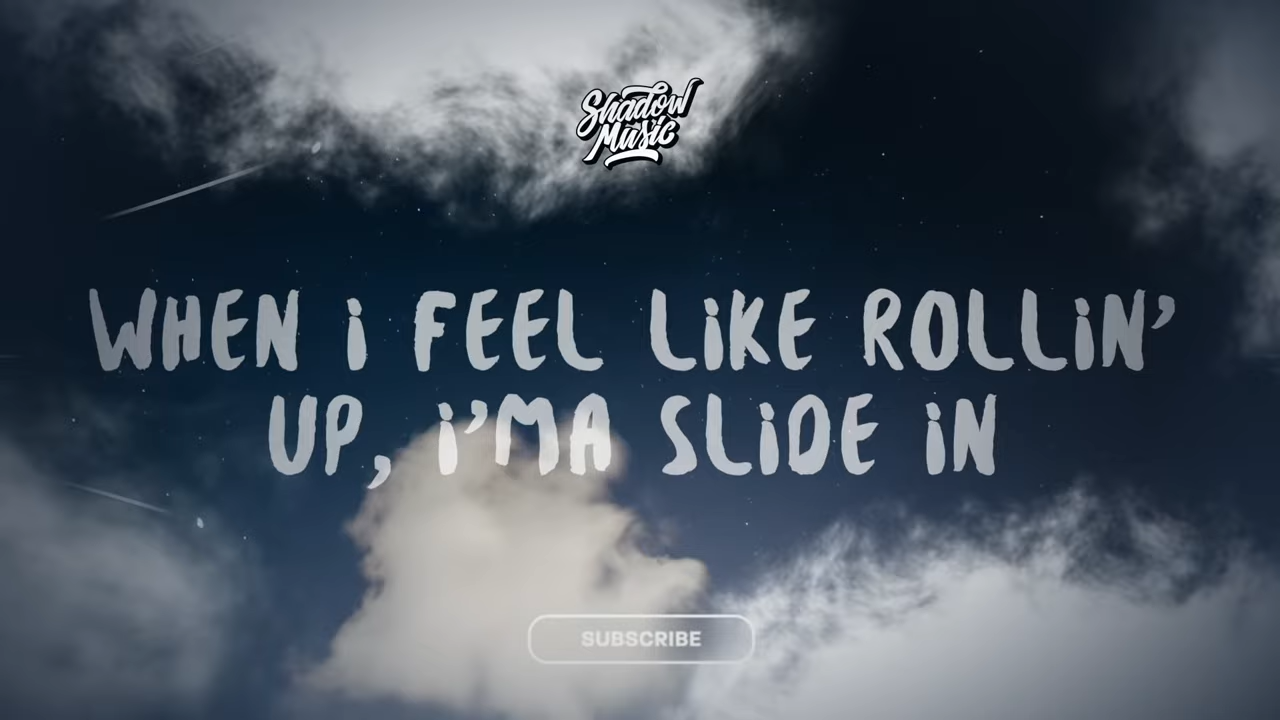 Shadow
Music
WHEN i FEEL LiKE ROLLiN'
UP, i'MA SLiDE iN
SUBSCRIBE